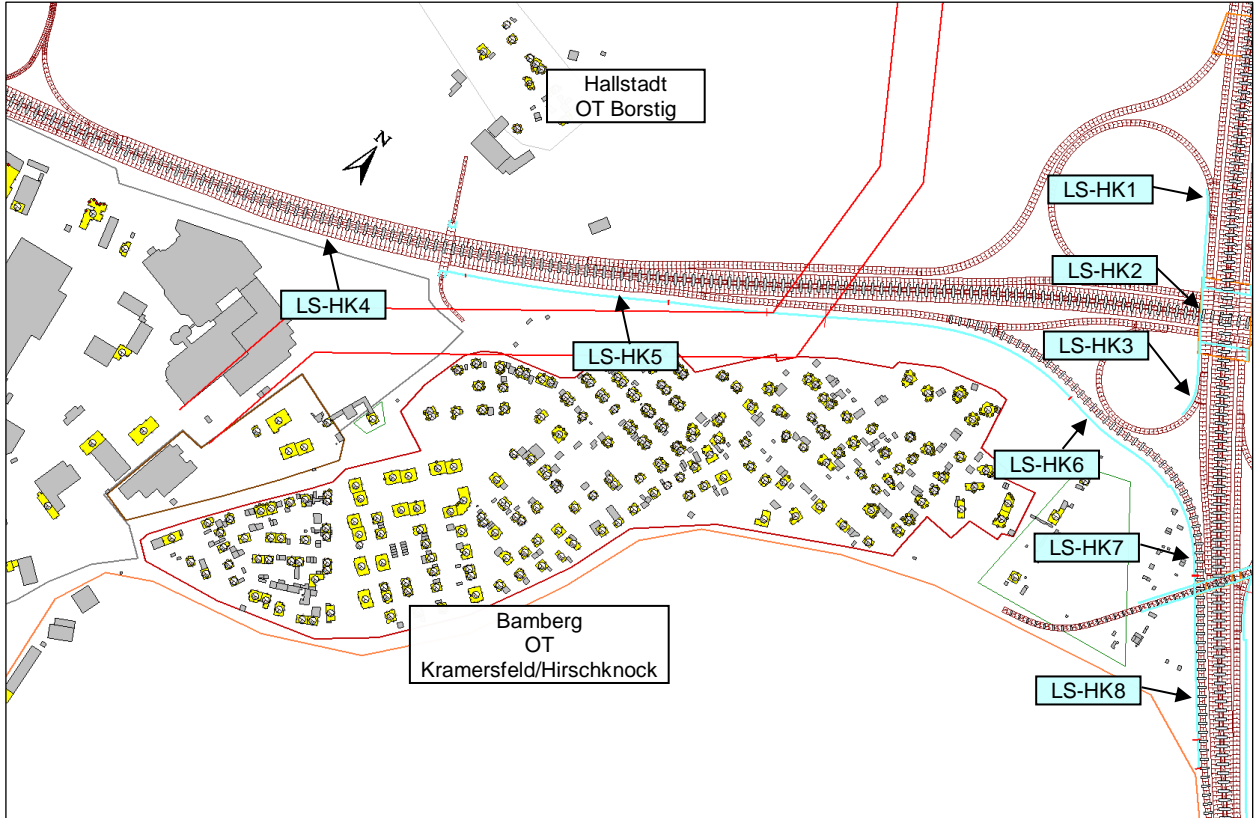 Hallstadt
OT Borstig
N
LS-HK1
LS-HK2
LS-HK4
LS-HK3
LS-HK5
LS-HK6
LS-HK7
Bamberg
OT
Kramersfeld/Hirschknock
LS-HK8